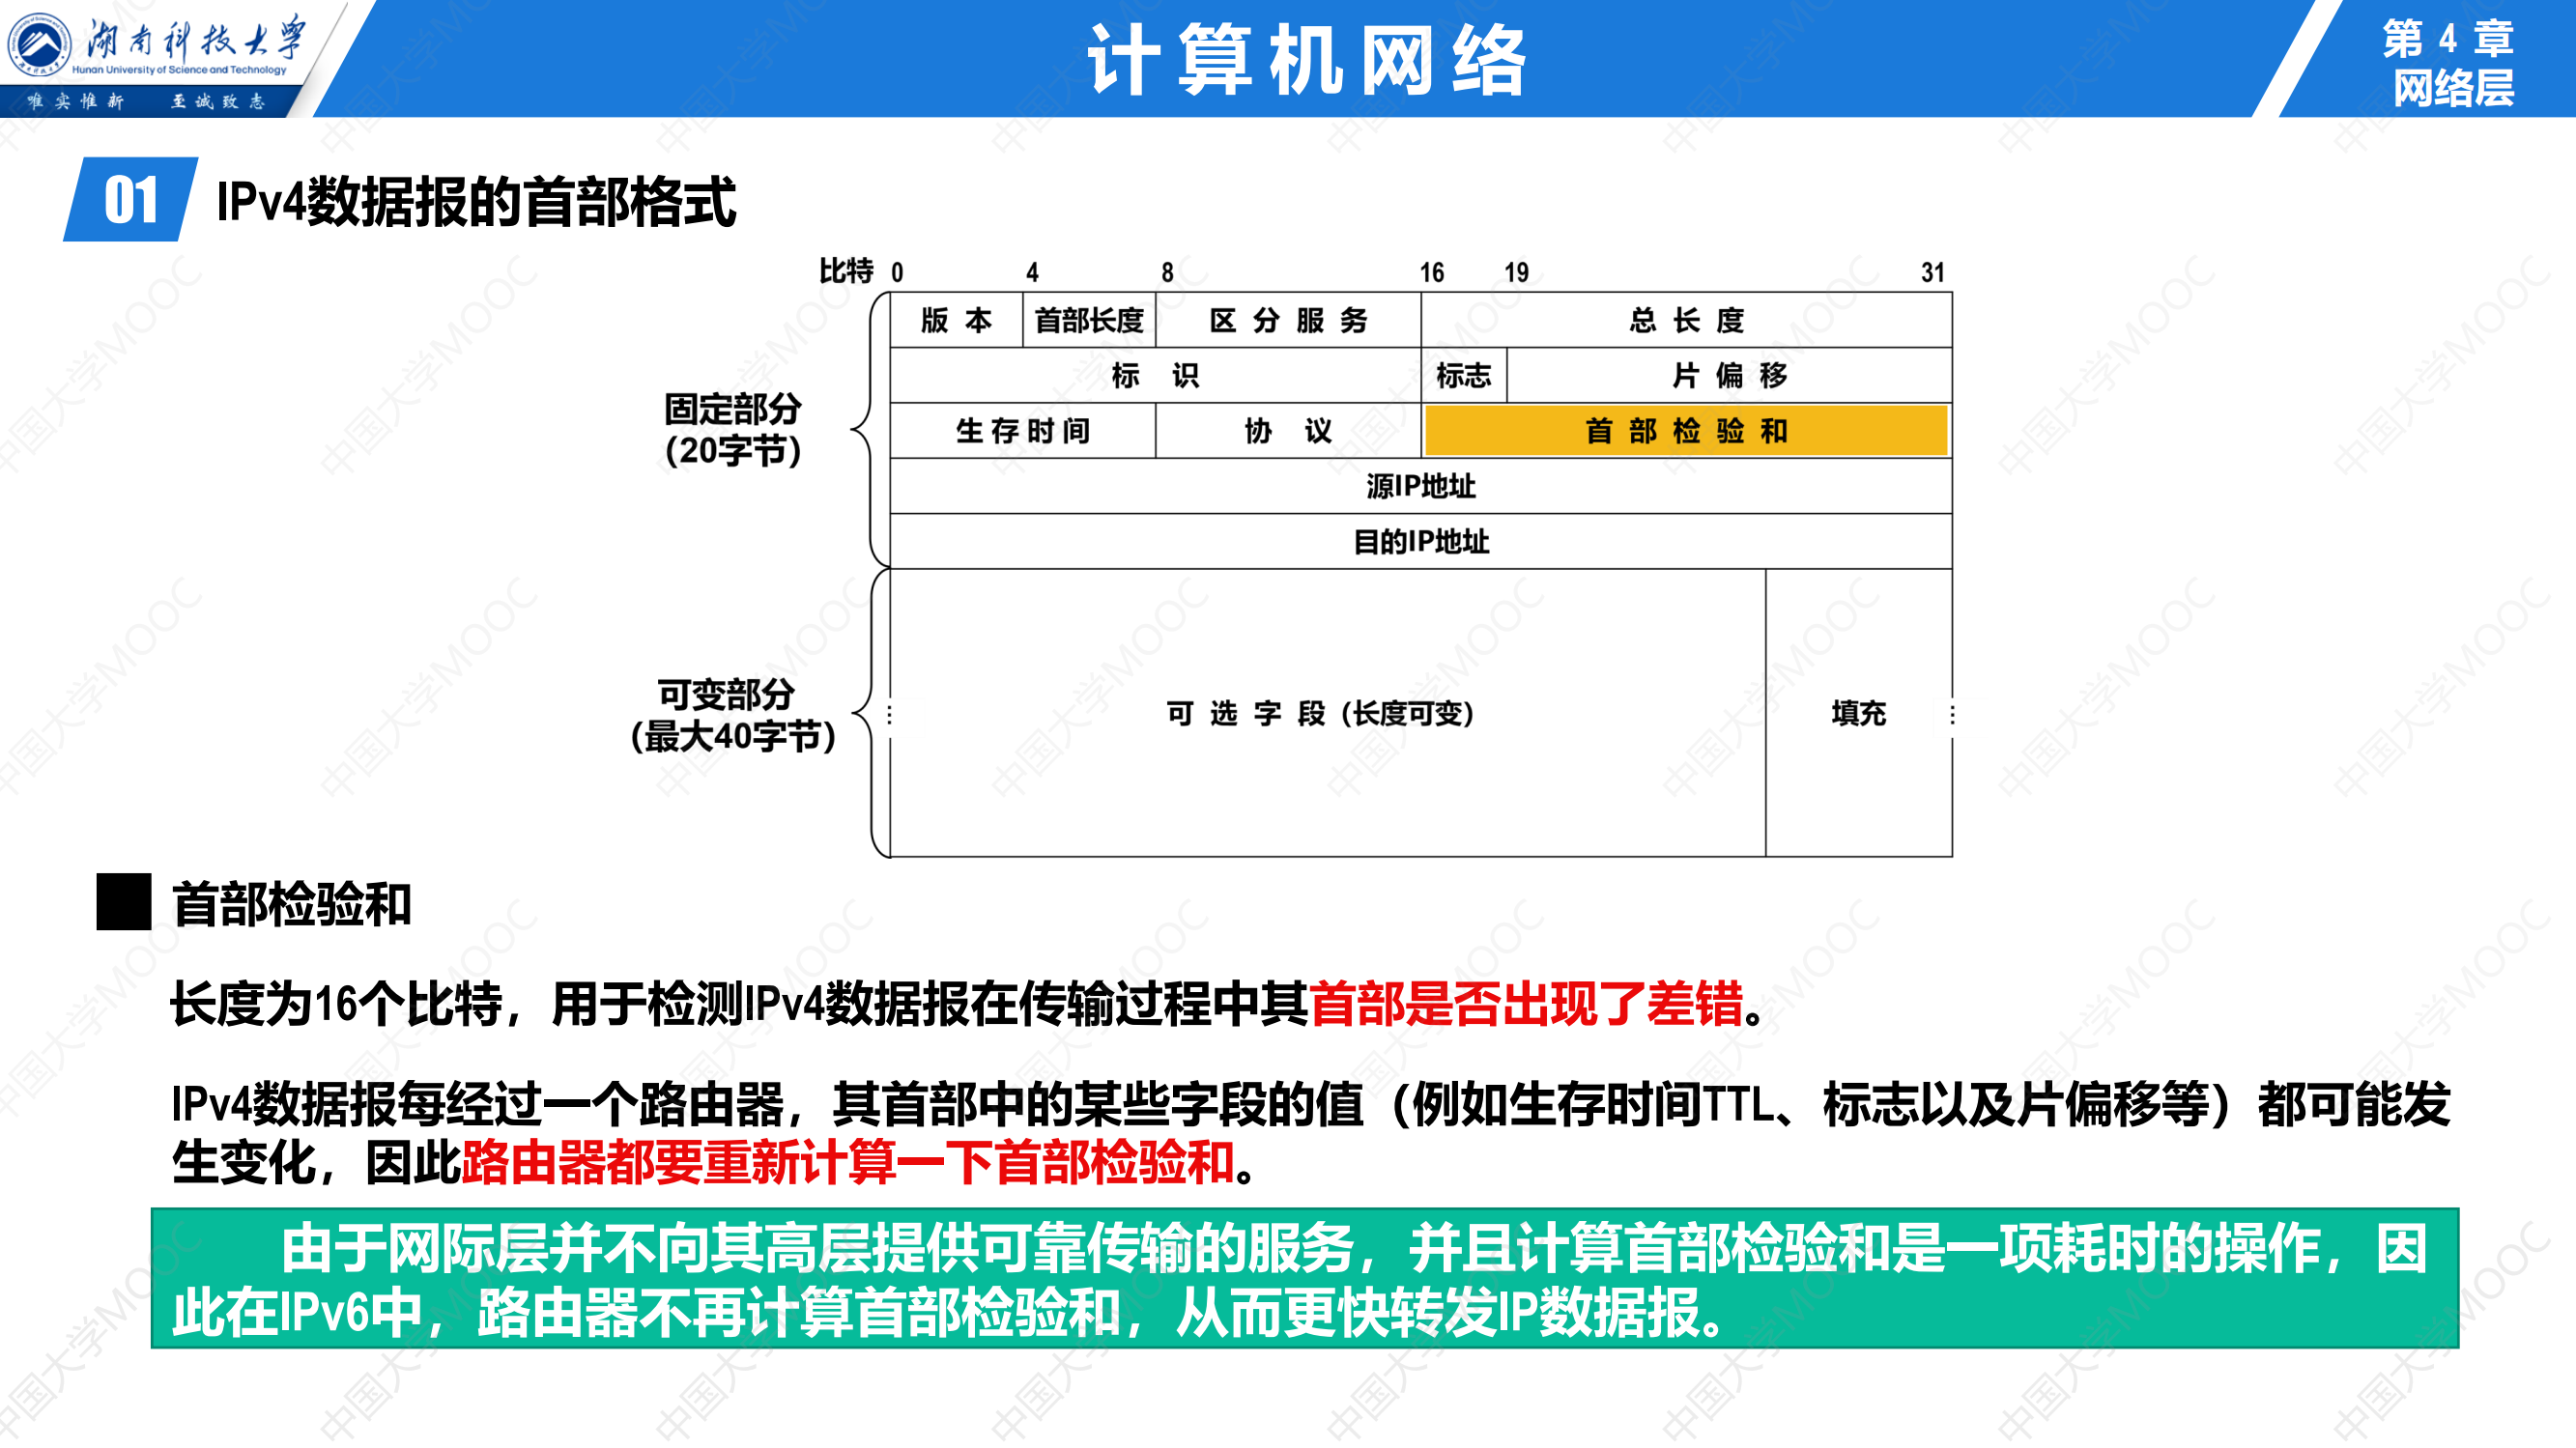 湖南科技大学
Hunan University of Science and Technology
唯实惟新 至诚致志
计算机网络
第 4 章
网络层
01 IPv4数据报的首部格式
比特 0 4 8 16 19 31
版 本 首部长度 区 分 服 务 总 长 度
标 识 标志 片 偏 移
固定部分
(20字节)
生存时间 协 议 首 部 检 验 和
源IP地址
目的IP地址
可变部分
(最大40字节)
可 选 字 段 (长度可变) 填充
首部检验和
长度为16个比特，用于检测IPv4数据报在传输过程中其首部是否出现了差错。
IPv4数据报每经过一个路由器，其首部中的某些字段的值（例如生存时间TTL、标志以及片偏移等）都可能发
生变化，因此路由器都要重新计算一下首部检验和。
由于网际层并不向其高层提供可靠传输的服务，并且计算首部检验和是一项耗时的操作，因
此在IPv6中，路由器不再计算首部检验和，从而更快转发IP数据报。
中国大学MOOC